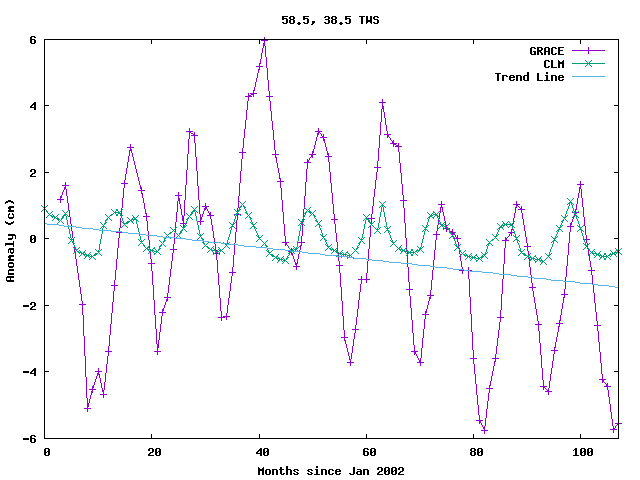 58.5, 38.5 TWS
GRACE
CLM
Trend Line
6
4
2
0
-2
-4
-6
Anomaly (cm)
0 20 40 60 80 100
Months since Jan 2002